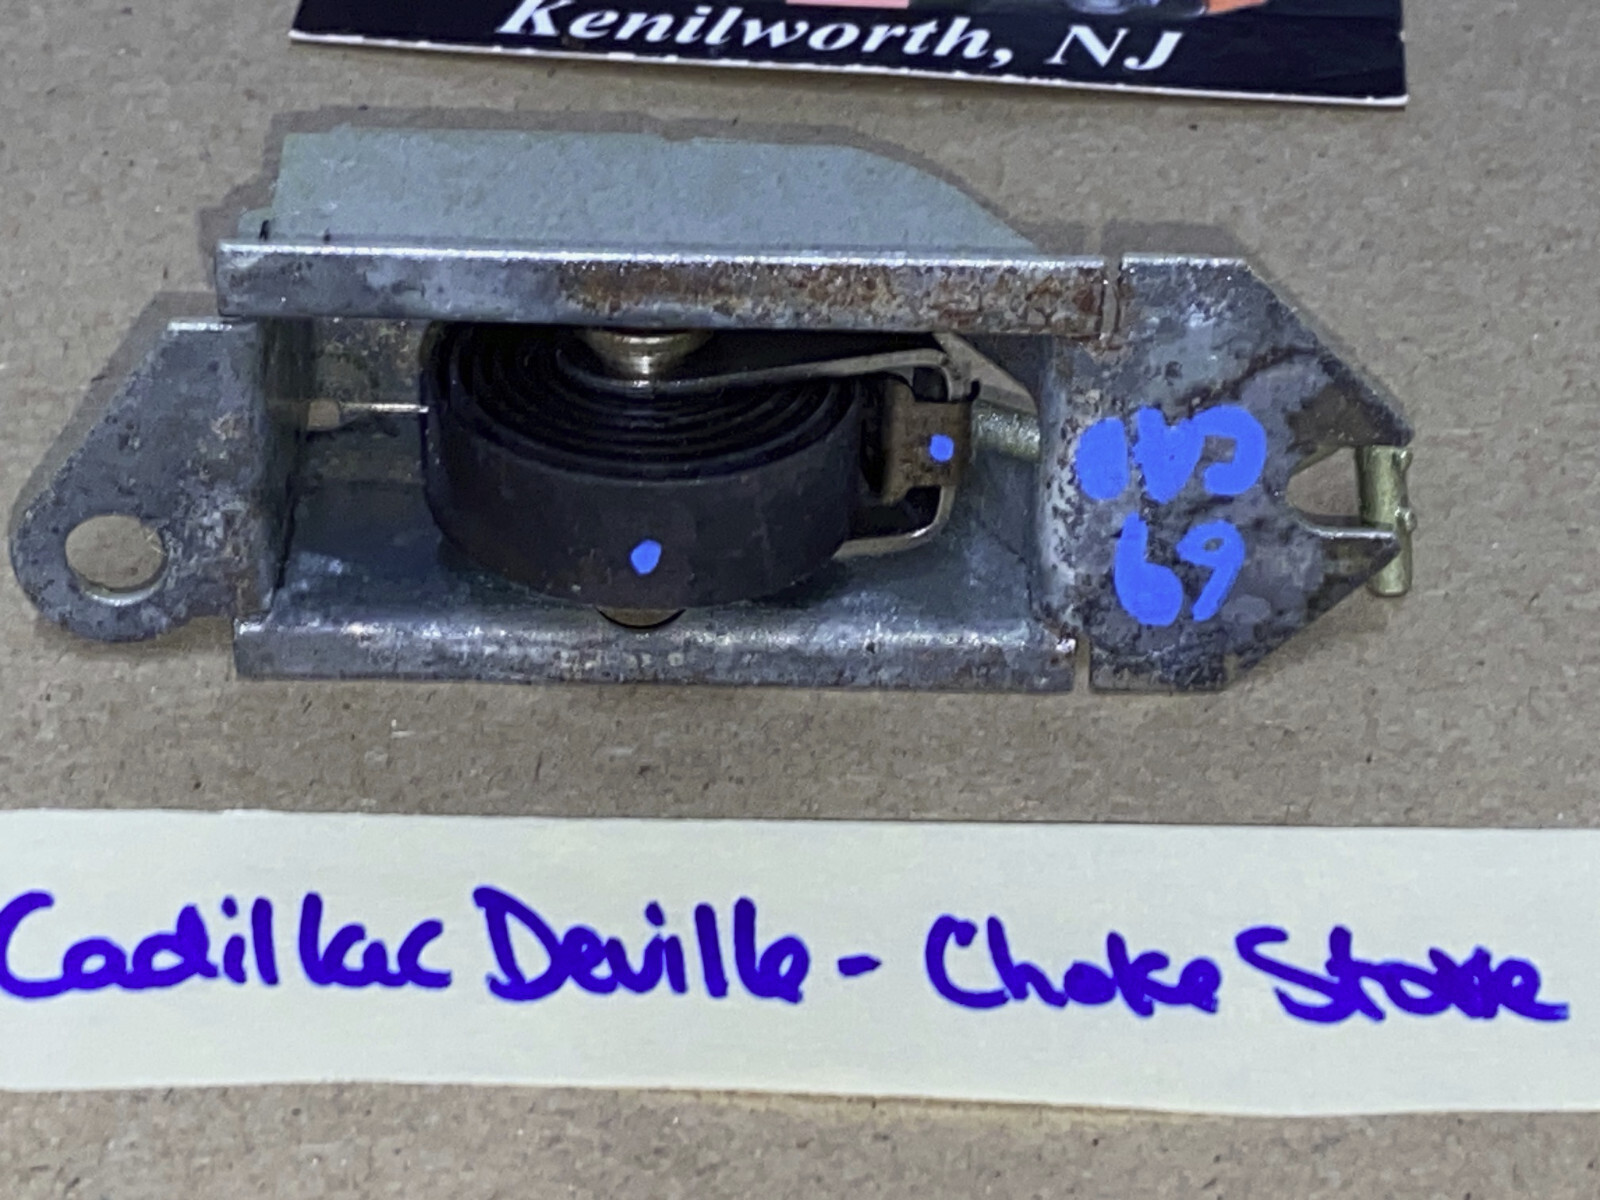 Kenilworth, NJ
69
CAD
Cadillac Deville - Choke Stove